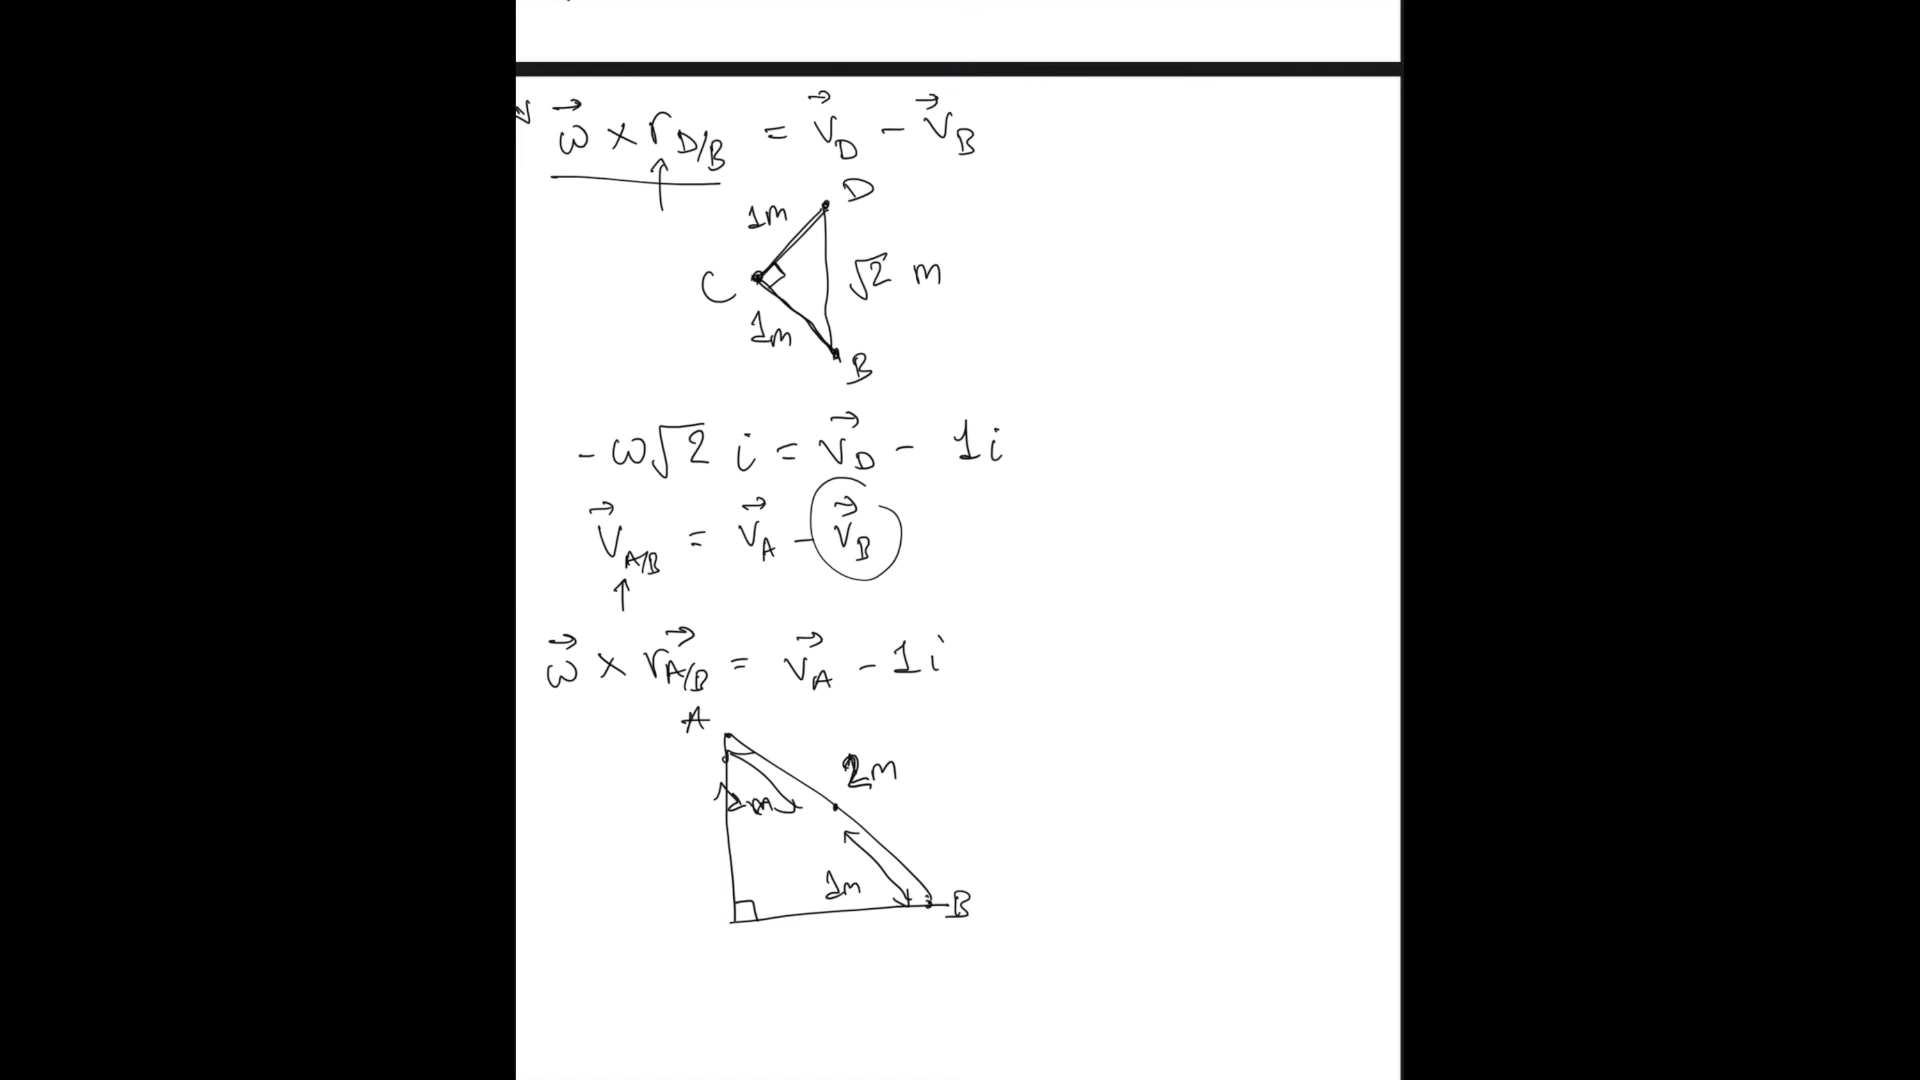 ω⃗ × r D/B = V⃗ D - V⃗ B
D
1m
C
√2 m
1m
B
- ω√2 i = V⃗ D - 1i
V⃗ A/B = V⃗ A - V⃗ B
ω⃗ × r⃗ A/B = V⃗ A - 1i
A
2m
1m
B